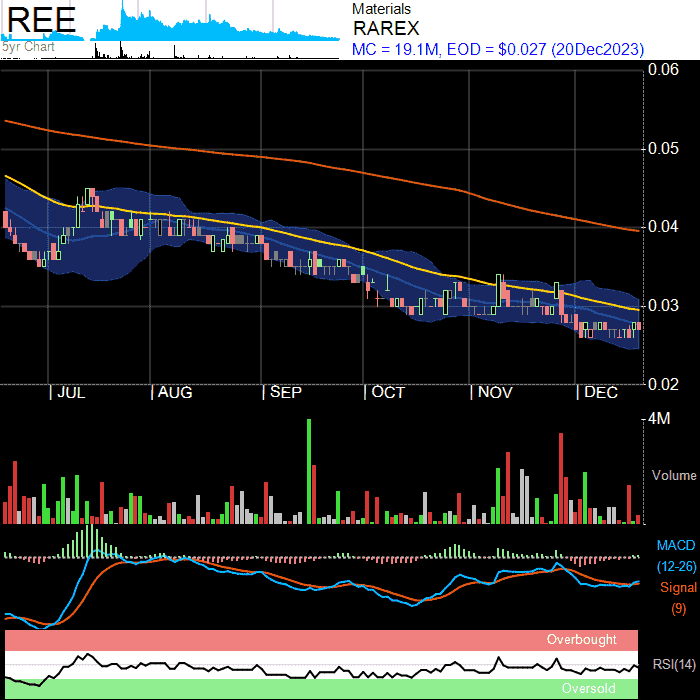 REE
5yr Chart
Materials
RAREX
MC = 19.1M, EOD = $0.027 (20Dec2023)
0.06
0.05
0.04
0.03
0.02
JUL AUG SEP OCT NOV DEC
4M
Volume
MACD
(12-26)
Signal
(9)
Overbought
RSI(14)
Oversold